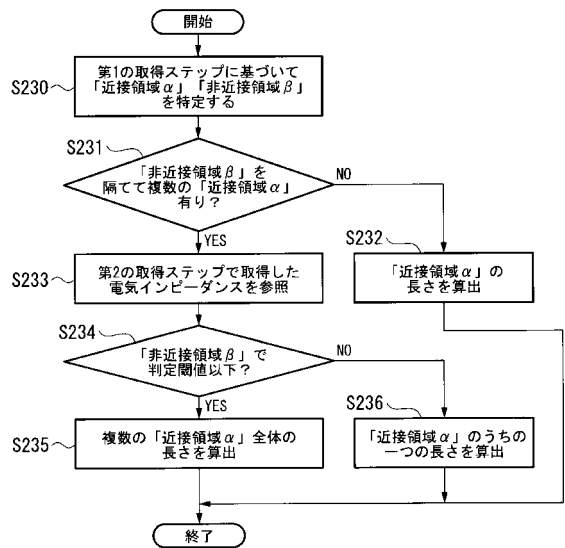 開始
S230
第1の取得ステップに基づいて
「近接領域α」「非近接領域β」
を特定する
S231
「非近接領域β」を
隔てて複数の「近接領域α」
有り?
NO
YES
S232
「近接領域α」の
長さを算出
S233
第2の取得ステップで取得した
電気インピーダンスを参照
S234
「非近接領域β」で
判定閾値以下?
NO
YES
S235
複数の「近接領域α」全体の
長さを算出
S236
「近接領域α」のうちの
一つの長さを算出
終了